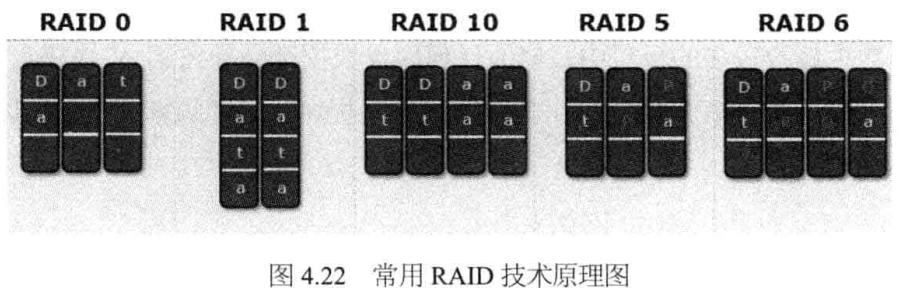 RAID 0 RAID 1 RAID 10 RAID 5 RAID 6
D a t D D D D a a D a P D a P Q
a a a t t a a t P a t P a
t t
a a
图 4.22 常用 RAID 技术原理图